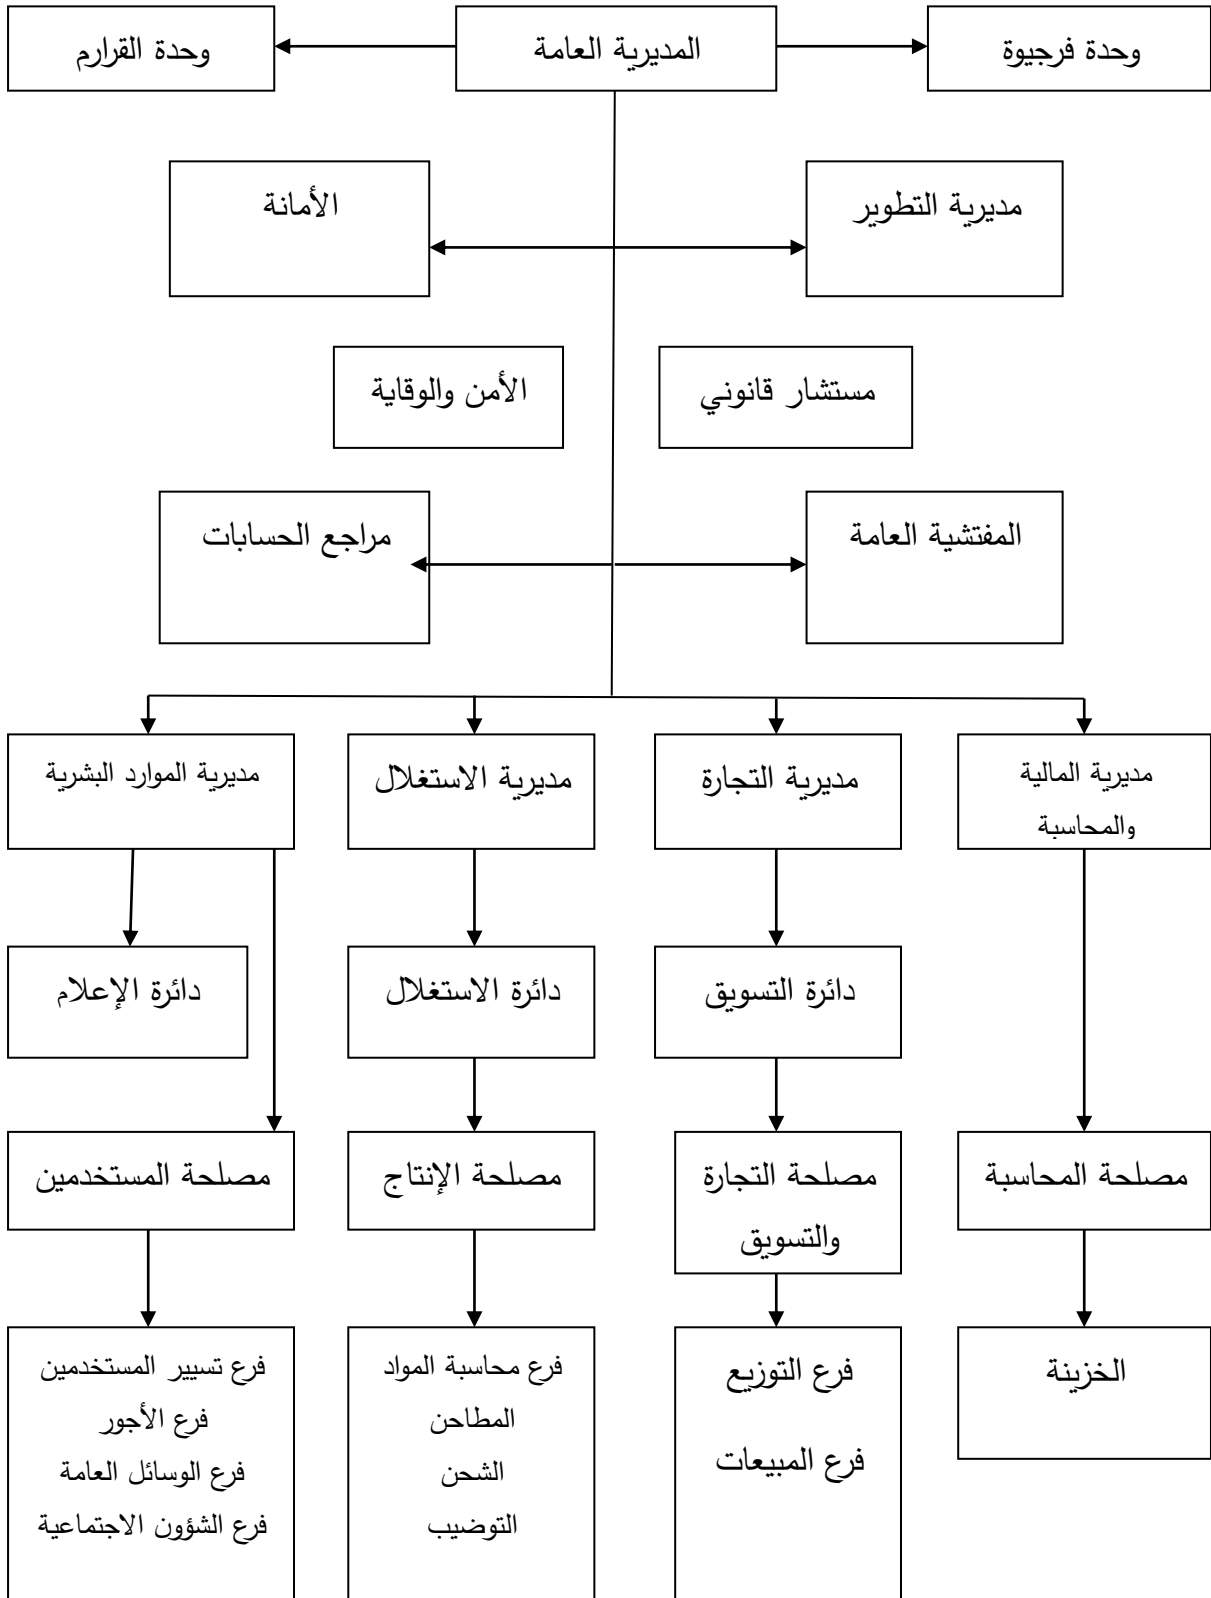 وحدة فرجيوة
المديرية العامة
وحدة القرارم
مديرية التطوير
الأمانة
مستشار قانوني
الأمن والوقاية
المفتشية العامة
مراجع الحسابات
مديرية المالية
والمحاسبة
مديرية التجارة
مديرية الاستغلال
مديرية الموارد البشرية
دائرة التسويق
دائرة الاستغلال
دائرة الإعلام
مصلحة المحاسبة
مصلحة التجارة
والتسويق
مصلحة الإنتاج
مصلحة المستخدمين
الخزينة
فرع التوزيع
فرع المبيعات
فرع محاسبة المواد
المطاحن
الشحن
التوضيب
فرع تسيير المستخدمين
فرع الأجور
فرع الوسائل العامة
فرع الشؤون الاجتماعية